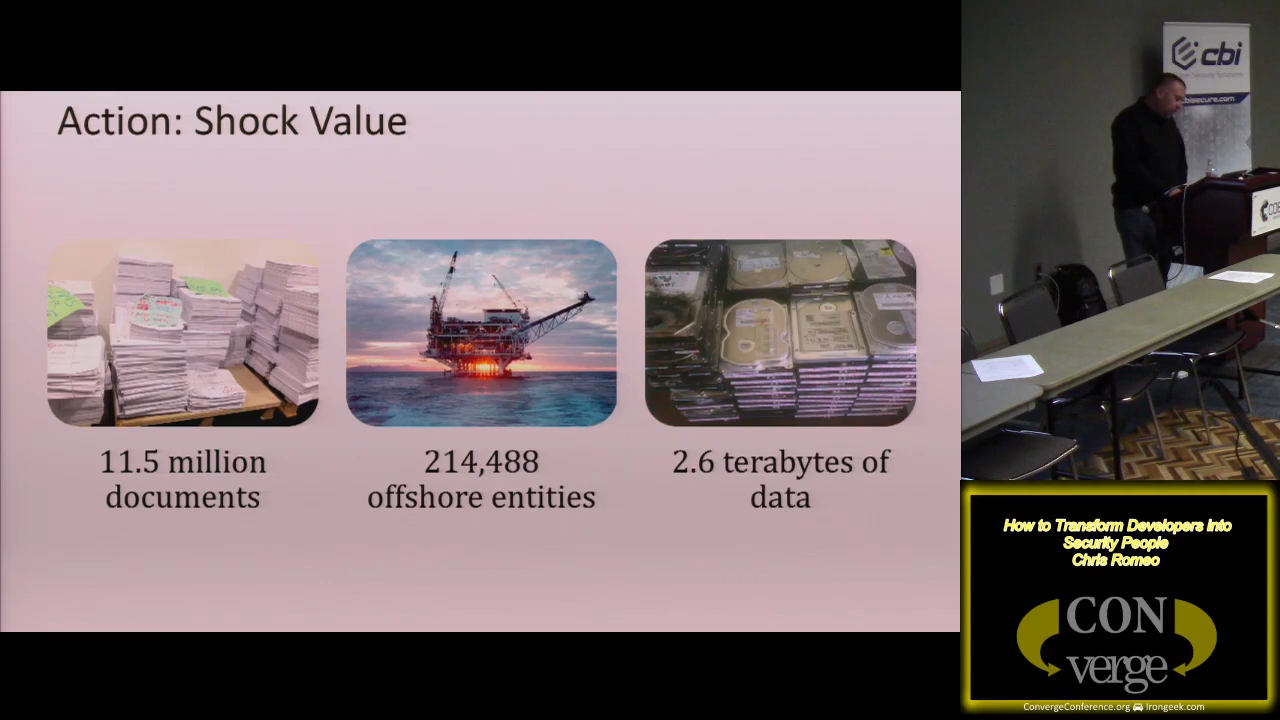 Action: Shock Value
11.5 million
documents
214,488
offshore entities
2.6 terabytes of
data
cbi
How to Transform Developers into
Security People
Chris Romeo
CON
verge
ConvergeConference.org Irongeek.com